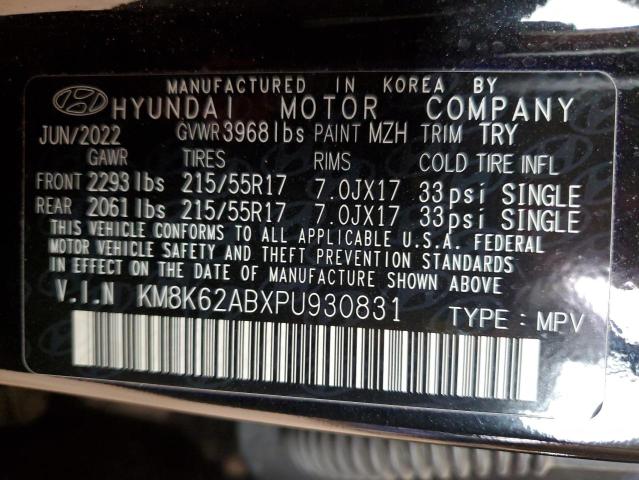 MANUFACTURED IN KOREA BY
HYUNDAI MOTOR COMPANY
JUN/2022 GVWR 3968 lbs PAINT MZH TRIM TRY
GAWR TIRES RIMS COLD TIRE INFL
FRONT 2293 lbs 215/55R17 7.0JX17 33 psi SINGLE
REAR 2061 lbs 215/55R17 7.0JX17 33 psi SINGLE
THIS VEHICLE CONFORMS TO ALL APPLICABLE U.S.A. FEDERAL
MOTOR VEHICLE SAFETY AND THEFT PREVENTION STANDARDS
IN EFFECT ON THE DATE OF MANUFACTURE SHOWN ABOVE
V.I.N KM8K62ABXPU930831 TYPE : MPV